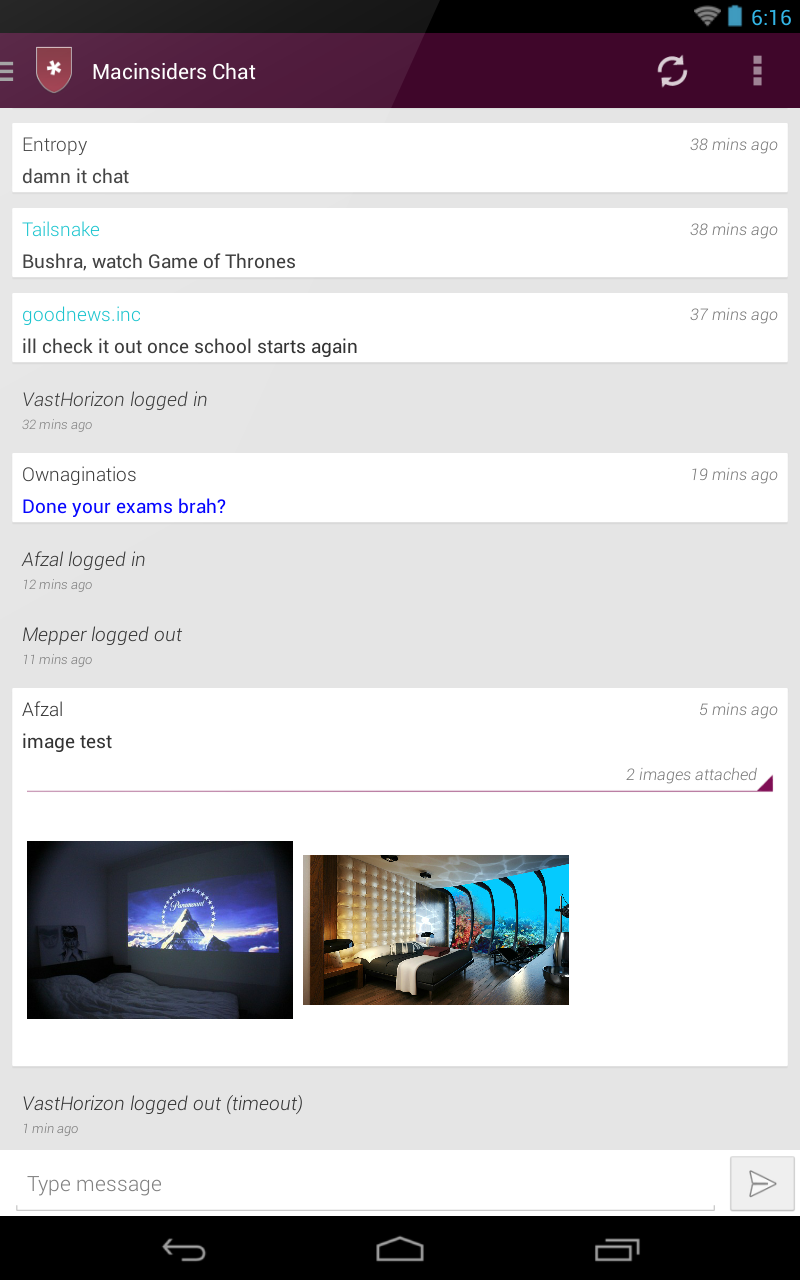 6:16
Macinsiders Chat
Entropy
38 mins ago
damn it chat
Tailsnake
38 mins ago
Bushra, watch Game of Thrones
goodnews.inc
37 mins ago
ill check it out once school starts again
VastHorizon logged in
32 mins ago
Ownaginatios
19 mins ago
Done your exams brah?
Afzal logged in
12 mins ago
Mepper logged out
11 mins ago
Afzal
5 mins ago
image test
2 images attached
Paramount
VastHorizon logged out (timeout)
1 min ago
Type message